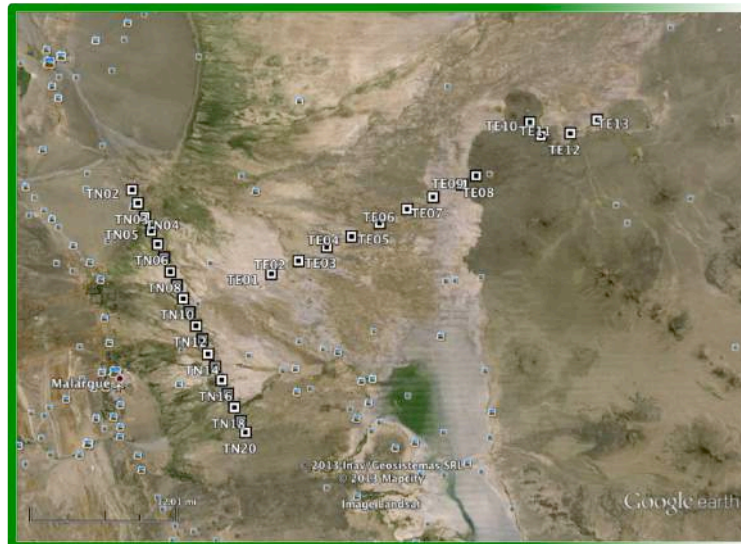 TE10
TE11
TE13
TE12
TN02
TE09
TE08
TE07
TN03
TN04
TE06
TN05
TE05
TE04
TN06
TE02
TE03
TE01
TN08
TN10
TN12
TN14
Malargue
TN16
TN18
TN20
© 2013 Inav/Geosistemas SRL
© 2013 Mapcity
Image Landsat
Google earth